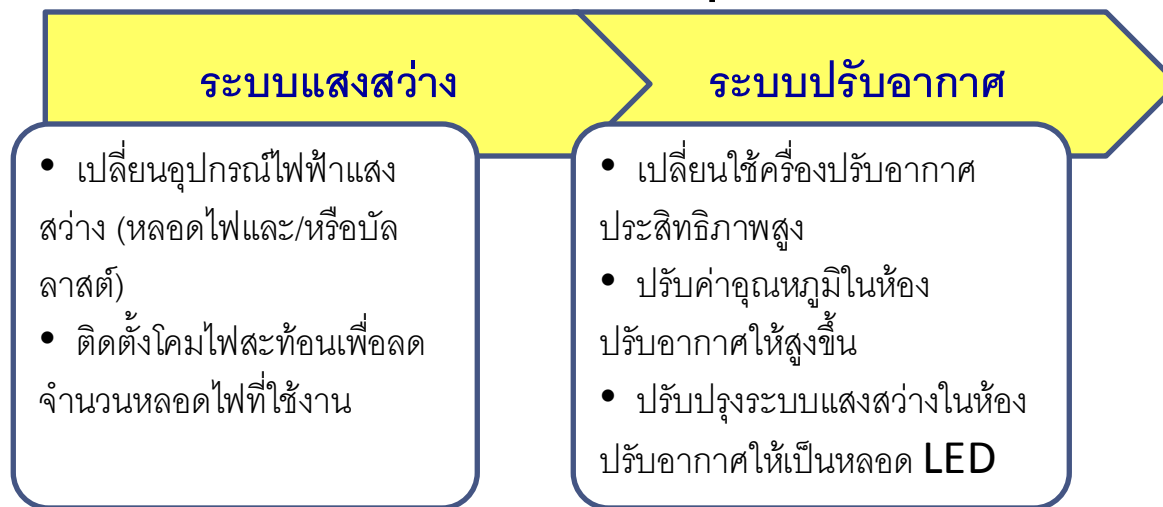 ระบบแสงสว่าง
• เปลี่ยนอุปกรณ์ไฟฟ้าแสง
สว่าง (หลอดไฟและ/หรือบัล
ลาสต์)
• ติดตั้งโคมไฟสะท้อนเพื่อลด
จำนวนหลอดไฟที่ใช้งาน
ระบบปรับอากาศ
• เปลี่ยนใช้ครื่องปรับอากาศ
ประสิทธิภาพสูง
• ปรับค่าอุณหภูมิในห้อง
ปรับอากาศให้สูงขึ้น
• ปรับปรุงระบบแสงสว่างในห้อง
ปรับอากาศให้เป็นหลอด LED